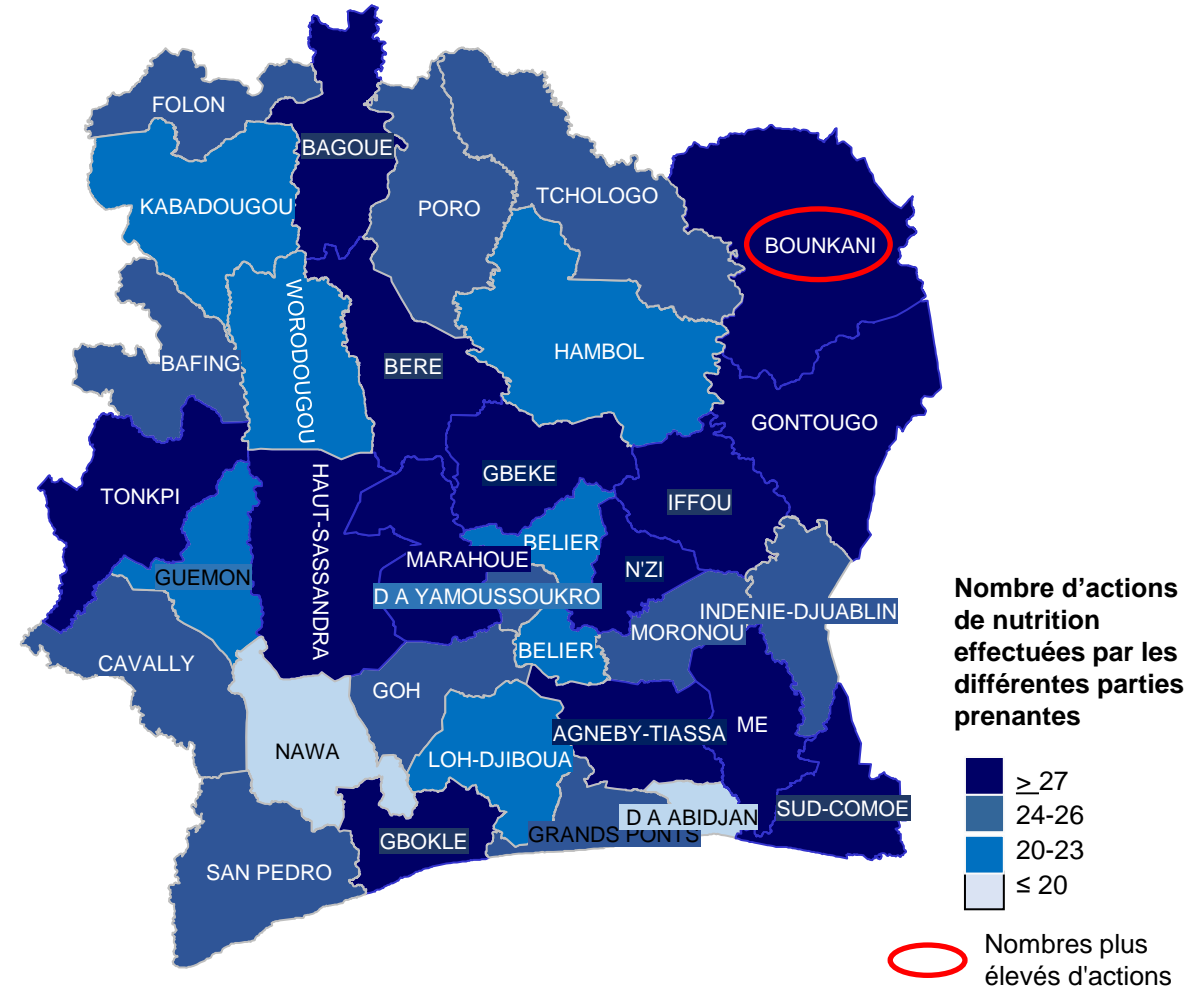 FOLON
BAGOUE
KABADOUGOU
PORO
TCHOLOGO
BOUNKANI
WORODOUGOU
BAFING
BERE
HAMBOL
GONTOUGO
TONKPI
HAUT-SASSANDRA
GBEKE
IFFOU
BELIER
MARAHOUE
N'ZI
GUEMON
D A YAMOUSSOUKRO
INDENIE-DJUABLIN
MORONOU
BELIER
CAVALLY
GOH
ME
AGNEBY-TIASSA
NAWA
LOH-DJIBOUA
SUD-COMOE
D A ABIDJAN
GRANDS PONTS
GBOKLE
SAN PEDRO
Nombre d’actions
de nutrition
effectuées par les
différentes parties
prenantes
≥ 27
24-26
20-23
≤ 20
Nombres plus
élevés d'actions